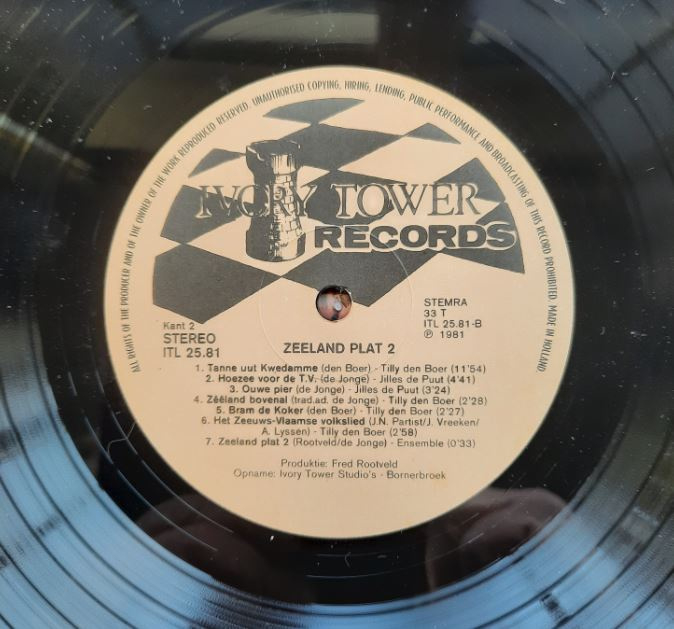 ALL RIGHTS OF THE PRODUCER AND OF THE OWNER OF THE WORK REPRODUCED RESERVED. UNAUTHORISED COPYING, HIRING, LENDING, PUBLIC PERFORMANCE AND BROADCASTING OF THIS RECORD PROHIBITED. MADE IN HOLLAND
IVORY TOWER
RECORDS
Kant 2
STEREO
ITL 25.81
STEMRA
33 T
ITL 25.81-B
℗ 1981
ZEELAND PLAT 2
1. Tanne uut Kwedamme (den Boer) - Tilly den Boer (11'54)
2. Hoezee voor de T.V. (de Jonge) - Jilles de Puut (4'41)
3. Ouwe pier (de Jonge) - Jilles de Puut (3'24)
4. Zééland bovenal (trad.ad. de Jonge) - Tilly den Boer (2'28)
5. Bram de Koker (den Boer) - Tilly den Boer (2'27)
6. Het Zeeuws-Vlaamse volkslied (J.N. Partist/J. Vreeken/
A. Lyssen) - Tilly den Boer (2'58)
7. Zeeland plat 2 (Rootveld/de Jonge) - Ensemble (0'33)
Produktie: Fred Rootveld
Opname: Ivory Tower Studio's - Bornerbroek